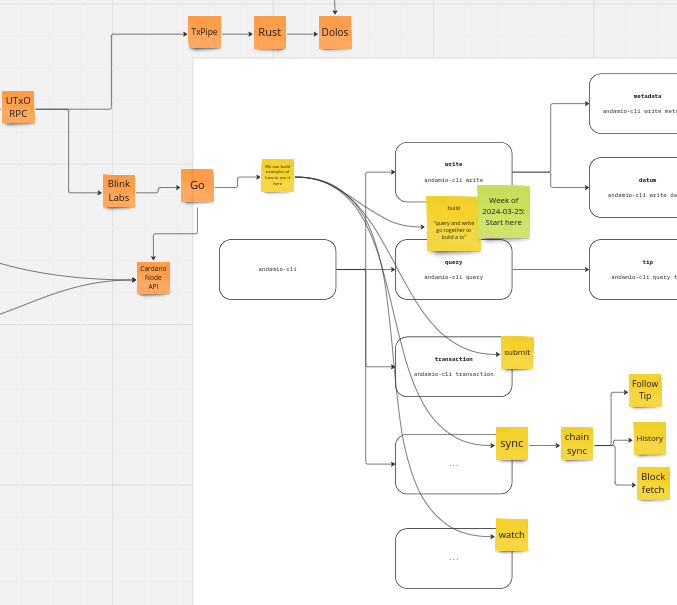 TxPipe
Rust
Dolos
UTxO
RPC
Blink
Labs
Go
We can build
examples of
how to use it
here
Cardano
Node
API
andamio-cli
write
andamio-cli write
build
"query and write
go together to
build a tx"
Week of
2024-03-25:
Start here
query
andamio-cli query
transaction
andamio-cli transaction
submit
...
sync
chain
sync
Follow
Tip
History
Block
fetch
...
watch
metadata
andamio-cli write meta
datum
andamio-cli write da
tip
andamio-cli query t